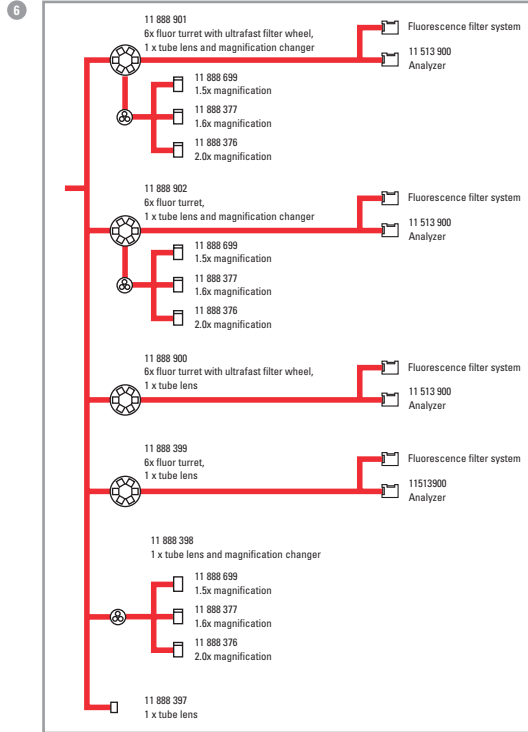 6
11 888 901
6x fluor turret with ultrafast filter wheel,
1 x tube lens and magnification changer
Fluorescence filter system
11 513 900
Analyzer
11 888 699
1.5x magnification
11 888 377
1.6x magnification
11 888 376
2.0x magnification
11 888 902
6x fluor turret,
1 x tube lens and magnification changer
Fluorescence filter system
11 513 900
Analyzer
11 888 699
1.5x magnification
11 888 377
1.6x magnification
11 888 376
2.0x magnification
11 888 900
6x fluor turret with ultrafast filter wheel,
1 x tube lens
Fluorescence filter system
11 513 900
Analyzer
11 888 399
6x fluor turret,
1 x tube lens
Fluorescence filter system
11513900
Analyzer
11 888 398
1 x tube lens and magnification changer
11 888 699
1.5x magnification
11 888 377
1.6x magnification
11 888 376
2.0x magnification
11 888 397
1 x tube lens